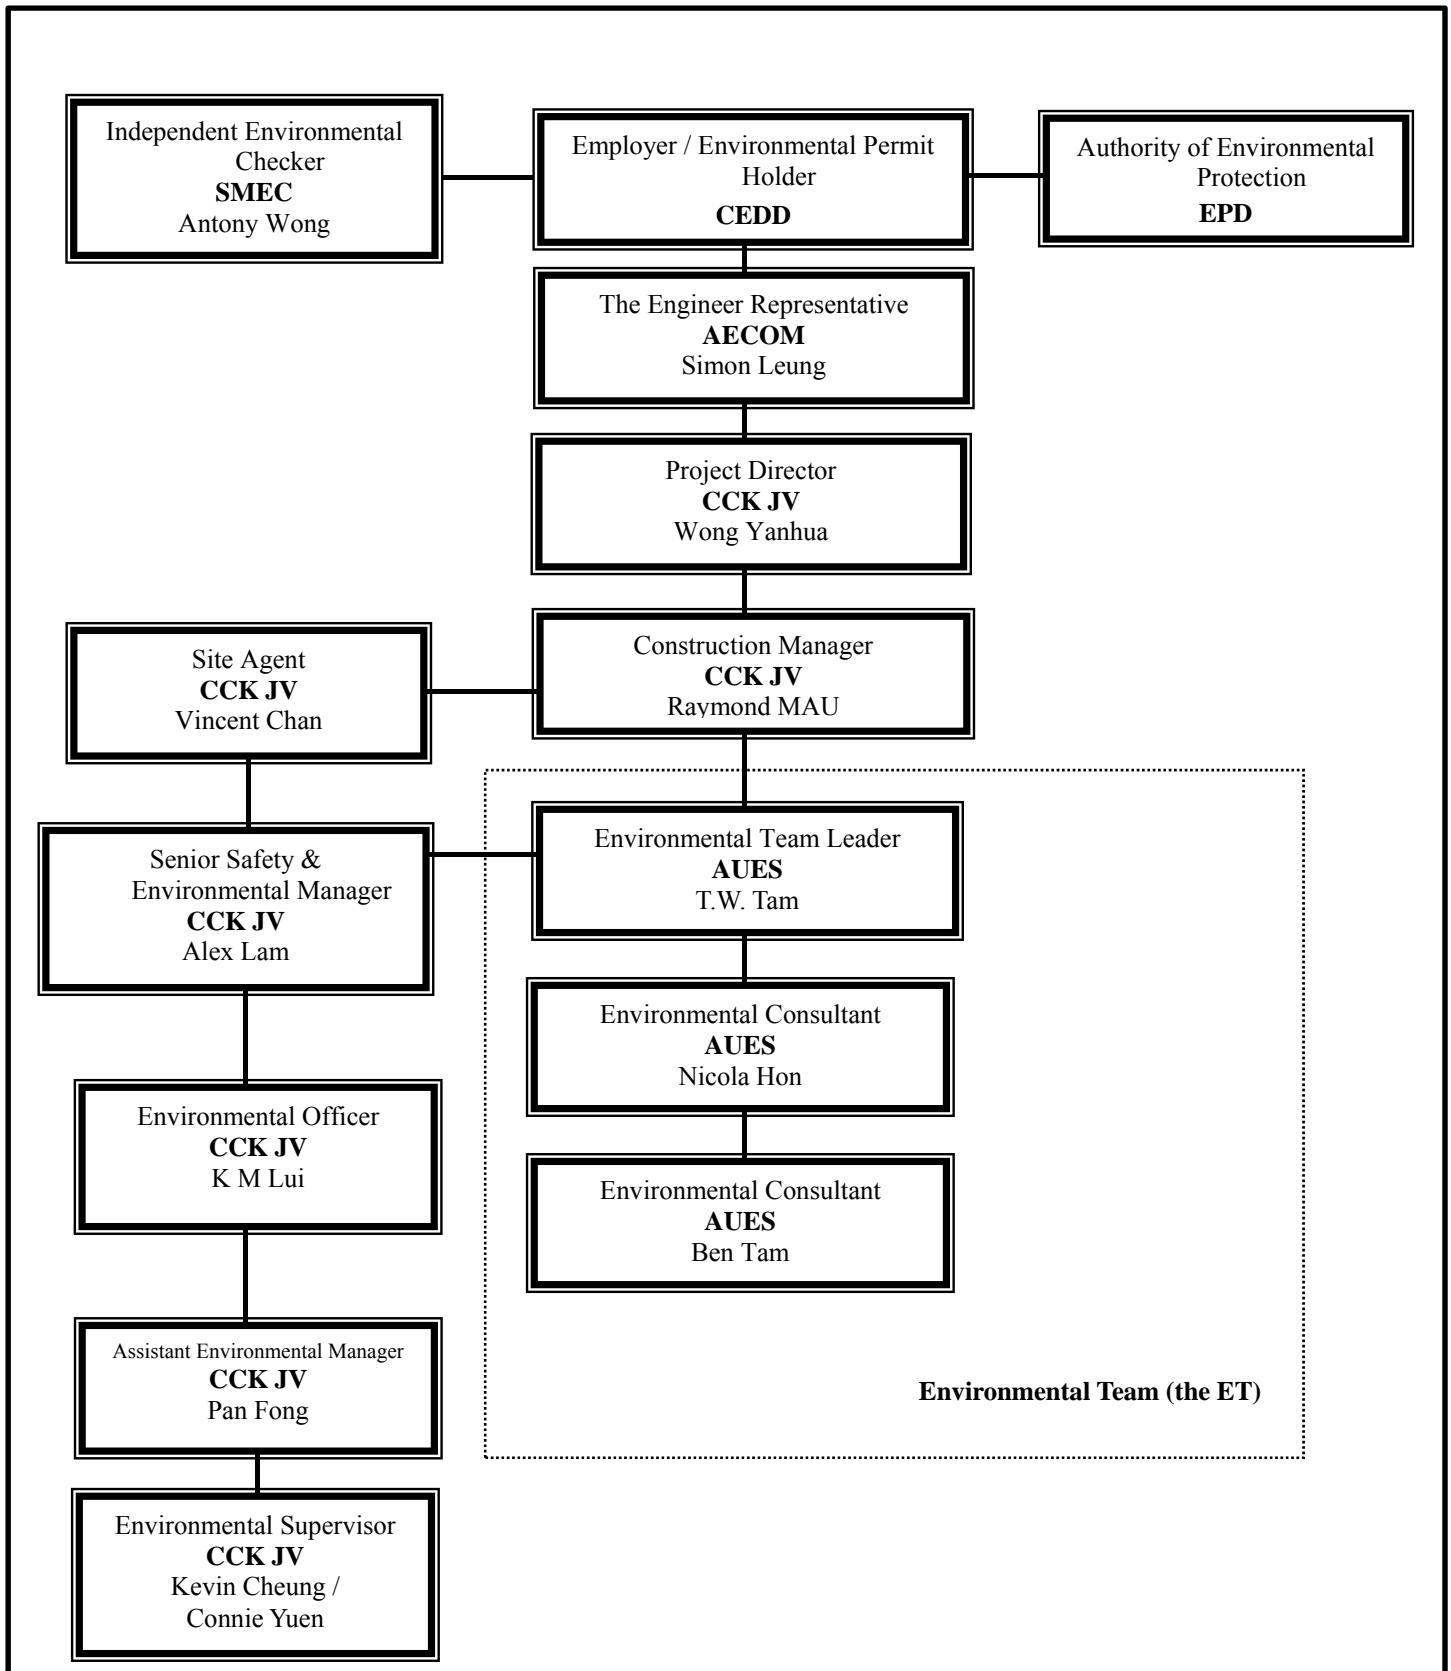 Independent Environmental
Checker
SMEC
Antony Wong
Employer / Environmental Permit
Holder
CEDD
Authority of Environmental
Protection
EPD
The Engineer Representative
AECOM
Simon Leung
Project Director
CCK JV
Wong Yanhua
Site Agent
CCK JV
Vincent Chan
Construction Manager
CCK JV
Raymond MAU
Senior Safety &
Environmental Manager
CCK JV
Alex Lam
Environmental Team Leader
AUES
T.W. Tam
Environmental Consultant
AUES
Nicola Hon
Environmental Officer
CCK JV
K M Lui
Environmental Consultant
AUES
Ben Tam
Assistant Environmental Manager
CCK JV
Pan Fong
Environmental Team (the ET)
Environmental Supervisor
CCK JV
Kevin Cheung /
Connie Yuen